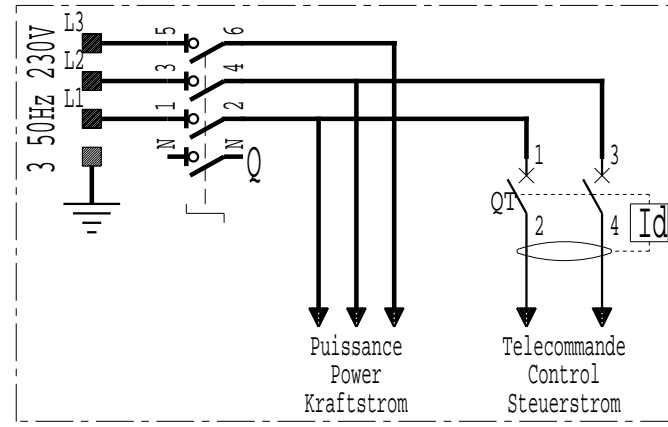 3 50Hz 230V
L3
5
6
L2
3
4
L1
1
2
N
N
Q
1
3
QT
2
4
Id
Puissance
Power
Kraftstrom
Telecommande
Control
Steuerstrom